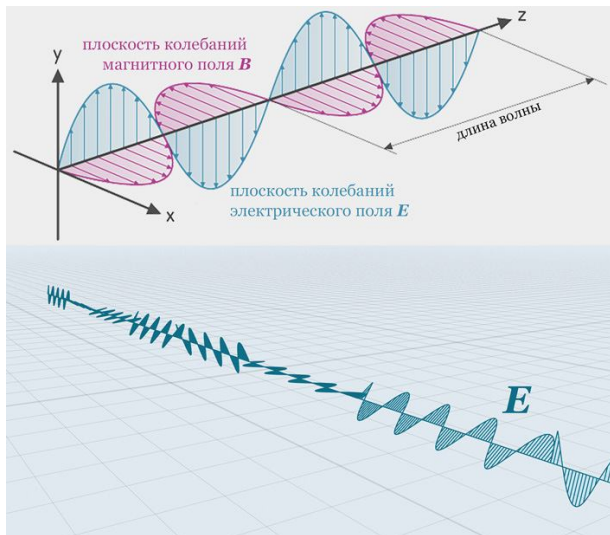 z
y
плоскость колебаний
магнитного поля B
длина волны
плоскость колебаний
электрического поля E
x
E